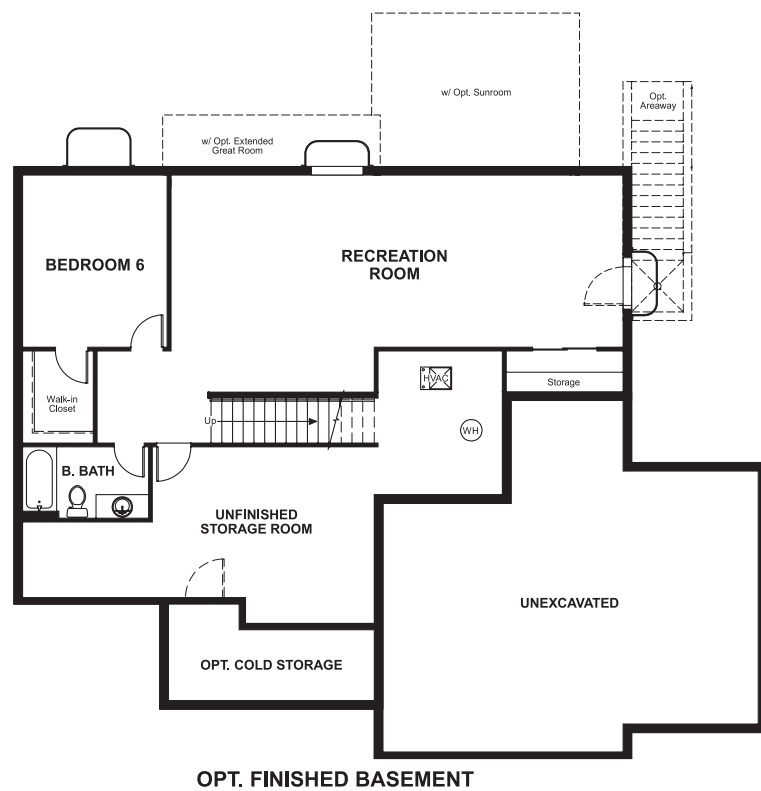 w/ Opt. Sunroom
Opt.
Areaway
w/ Opt. Extended
Great Room
BEDROOM 6
RECREATION
ROOM
HVAC
Storage
Walk-in
Closet
Up
WH
B. BATH
UNFINISHED
STORAGE ROOM
UNEXCAVATED
OPT. COLD STORAGE
OPT. FINISHED BASEMENT